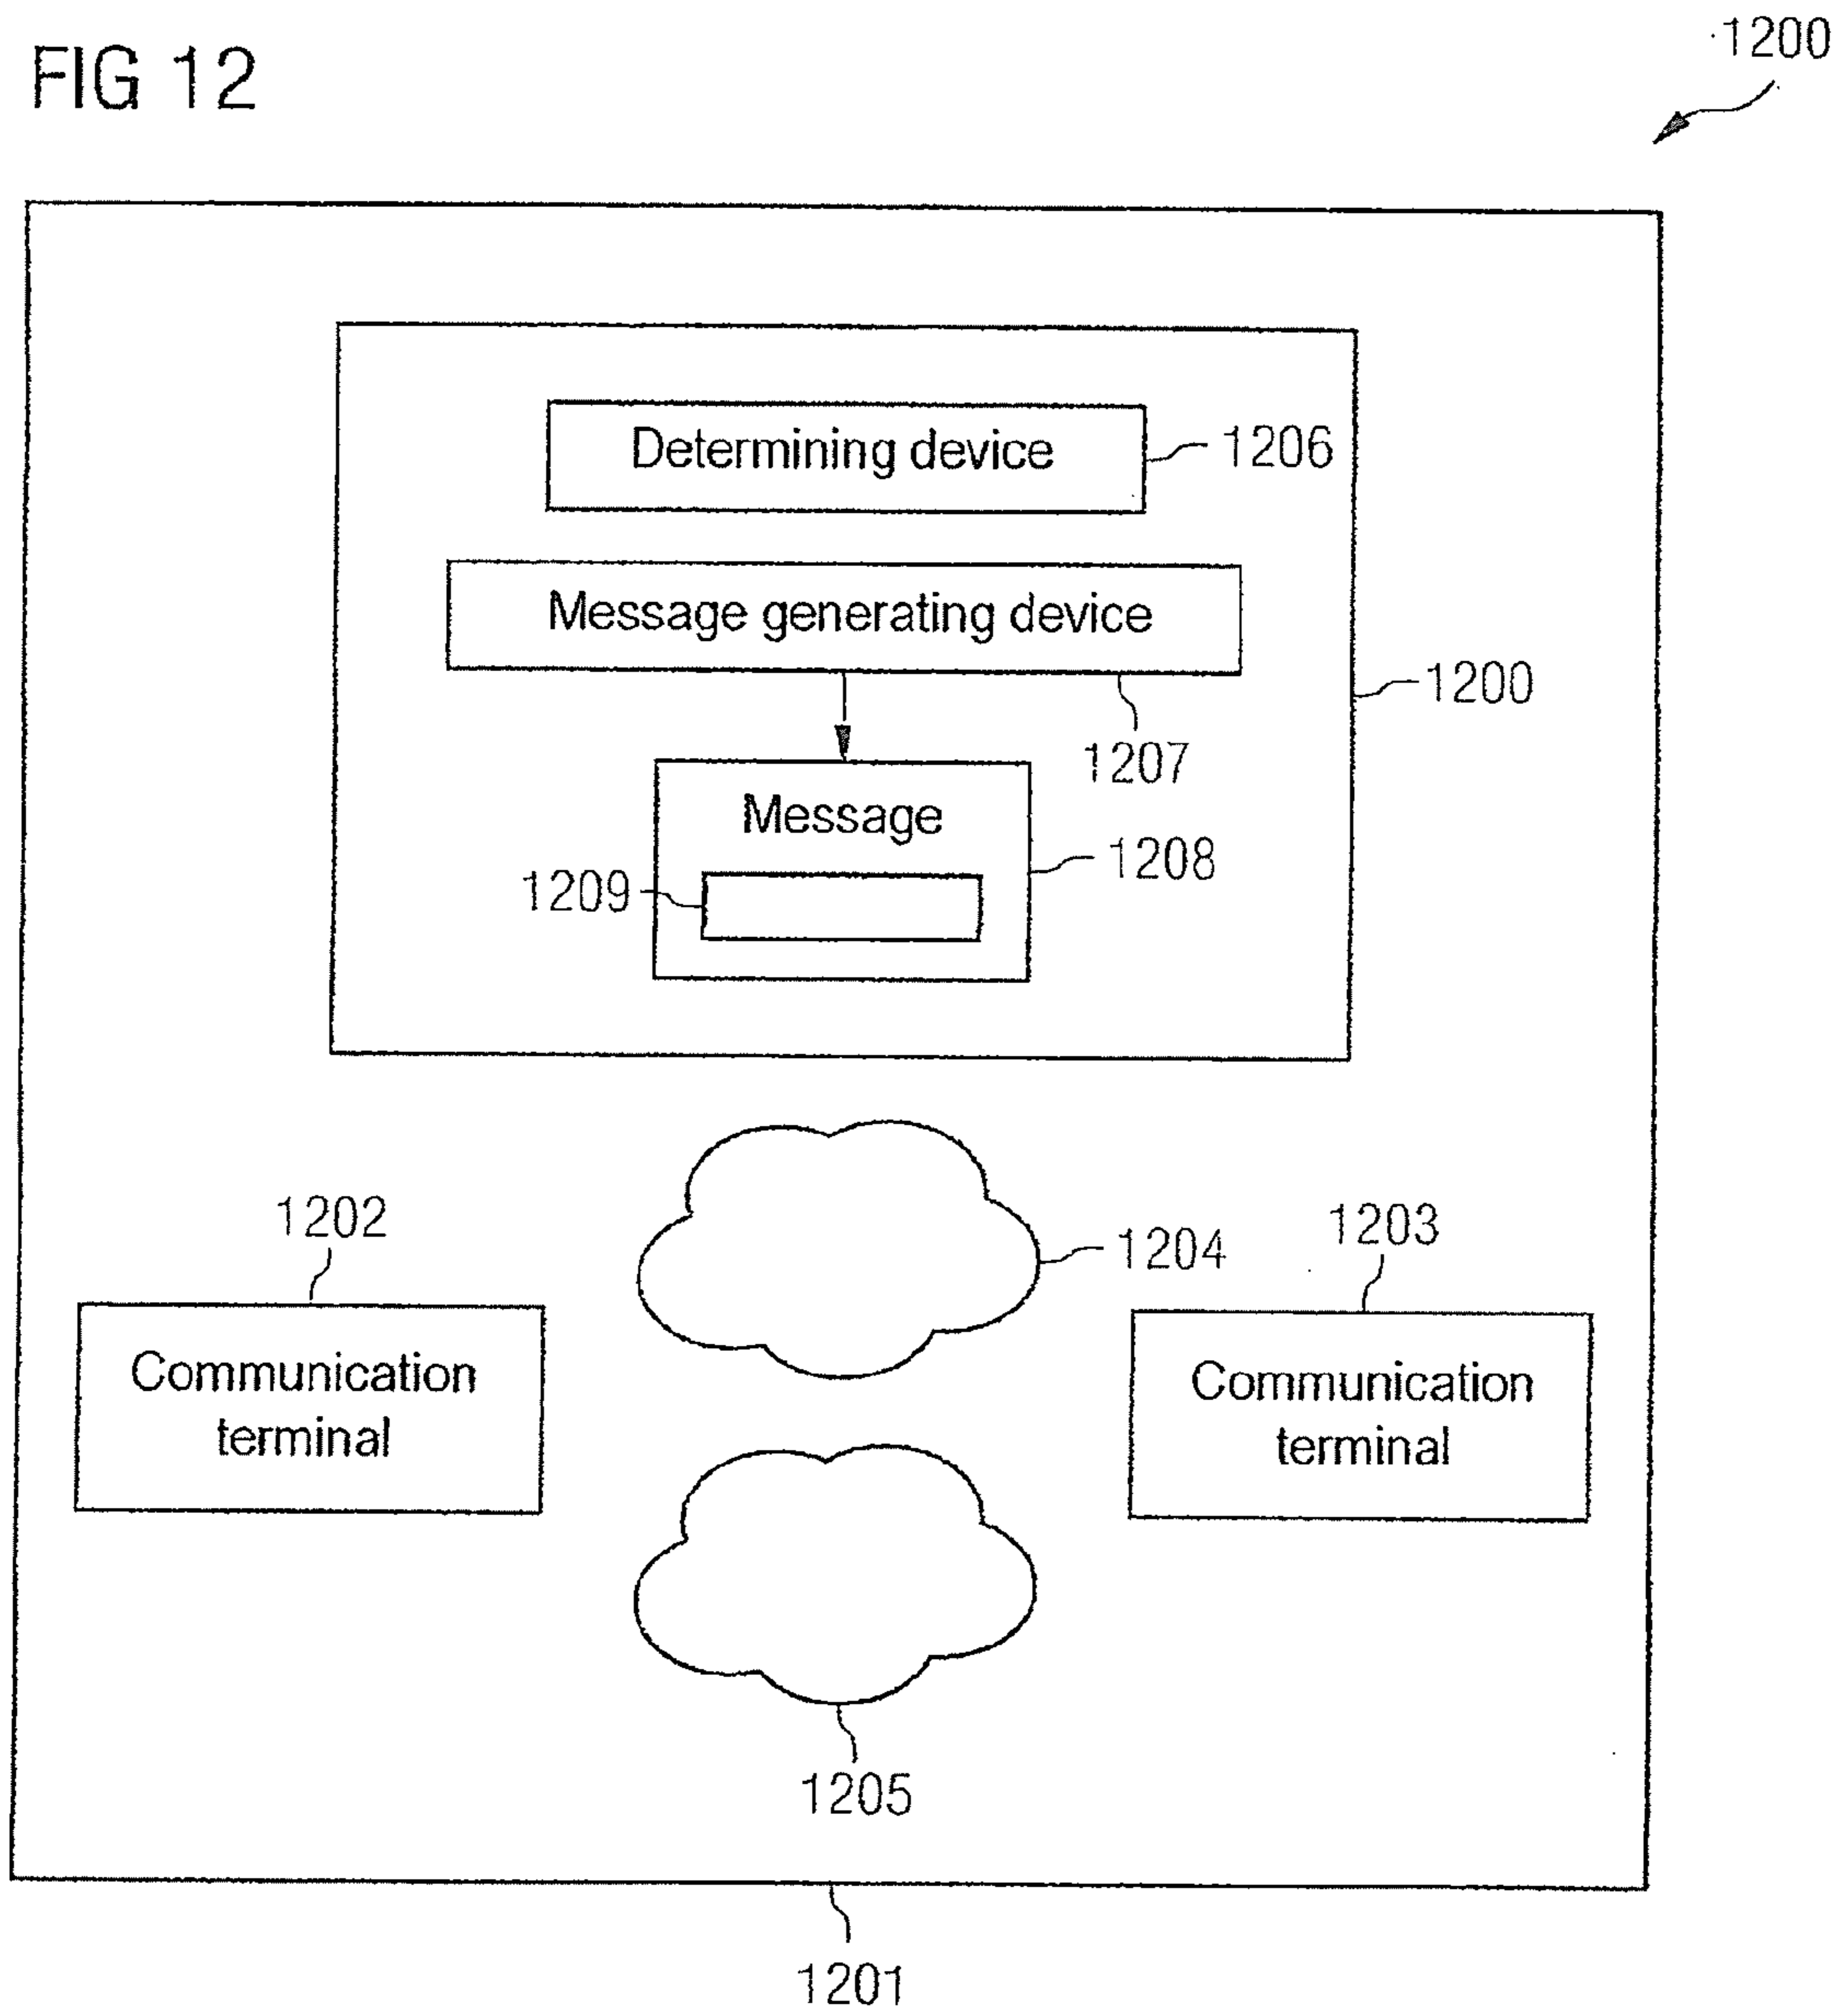 FIG 12
1200
Determining device
1206
Message generating device
1200
1207
Message
1208
1209
1202
1204
1203
Communication
terminal
Communication
terminal
1205
1201